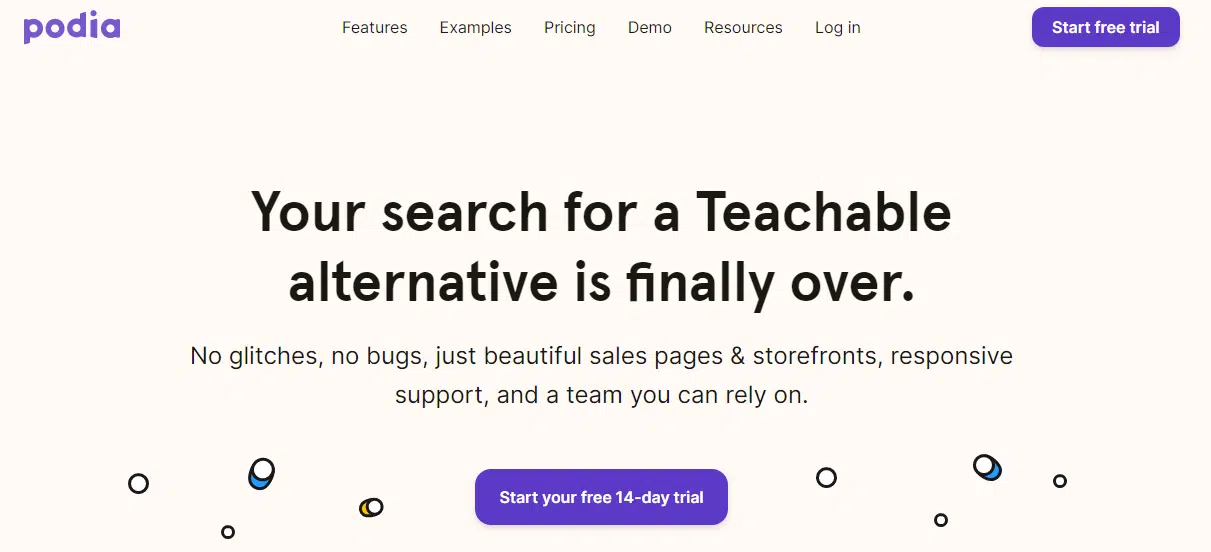 podia
Features
Examples
Pricing
Demo
Resources
Log in
Start free trial
Your search for a Teachable
alternative is finally over.
No glitches, no bugs, just beautiful sales pages & storefronts, responsive
support, and a team you can rely on.
Start your free 14-day trial